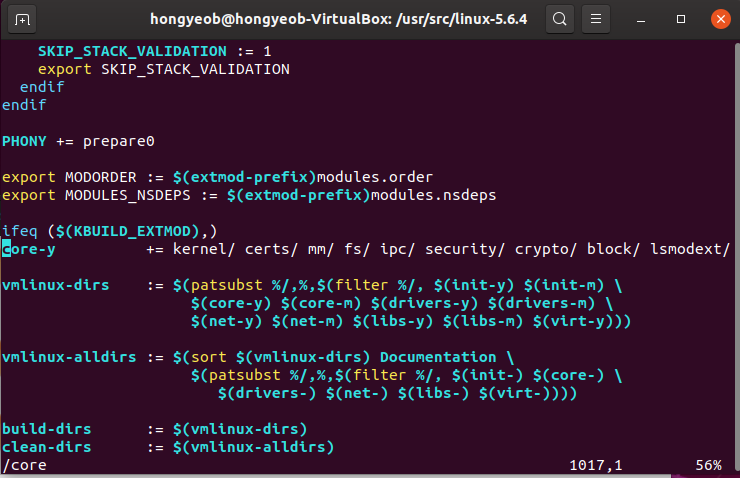 hongyeob@hongyeob-VirtualBox: /usr/src/linux-5.6.4
    SKIP_STACK_VALIDATION := 1
    export SKIP_STACK_VALIDATION
  endif
endif

PHONY += prepare0

export MODORDER := $(extmod-prefix)modules.order
export MODULES_NSDEPS := $(extmod-prefix)modules.nsdeps

ifeq ($(KBUILD_EXTMOD),)
core-y          += kernel/ certs/ mm/ fs/ ipc/ security/ crypto/ block/ lsmodext/

vmlinux-dirs    := $(patsubst %/,%,$(filter %/, $(init-y) $(init-m) \
                     $(core-y) $(core-m) $(drivers-y) $(drivers-m) \
                     $(net-y) $(net-m) $(libs-y) $(libs-m) $(virt-y)))

vmlinux-alldirs := $(sort $(vmlinux-dirs) Documentation \
                     $(patsubst %/,%,$(filter %/, $(init-) $(core-) \
                        $(drivers-) $(net-) $(libs-) $(virt-))))

build-dirs      := $(vmlinux-dirs)
clean-dirs      := $(vmlinux-alldirs)
/core                                                          1017,1        56%